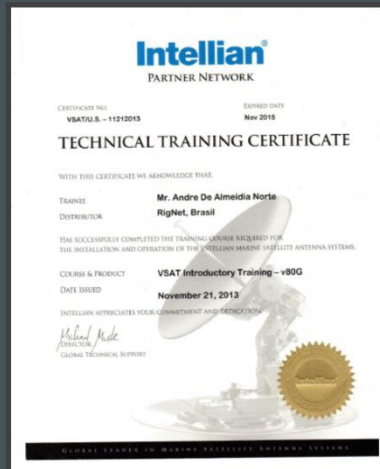 Intellian®
PARTNER NETWORK
CERTIFICATE NO.
EXPIRED DATE
VSAT/U.S. – 11212013
Nov 2015
TECHNICAL TRAINING CERTIFICATE
WITH THIS CERTIFICATE WE AKNOWLEDGE THAT
TRAINEE Mr. Andre De Almeidia Norte
DISTRIBUTOR RigNet, Brasil
HAS SUCCESSFULLY COMPLETED THE TRAINING COURSE REQUIRED FOR
THE INSTALLATION AND OPERATION OF THE INTELLIAN MARINE SATELLITE ANTENNA SYSTEMS.
COURSE & PRODUCT VSAT Introductory Training – v80G
DATE ISSUED November 21, 2013
INTELLIAN APPRECIATES YOUR COMMITMENT AND DEDICATION
DIRECTOR
GLOBAL TECHNICAL SUPPORT
GLOBAL LEADER IN MARINE SATELLITE ANTENNA SYSTEMS